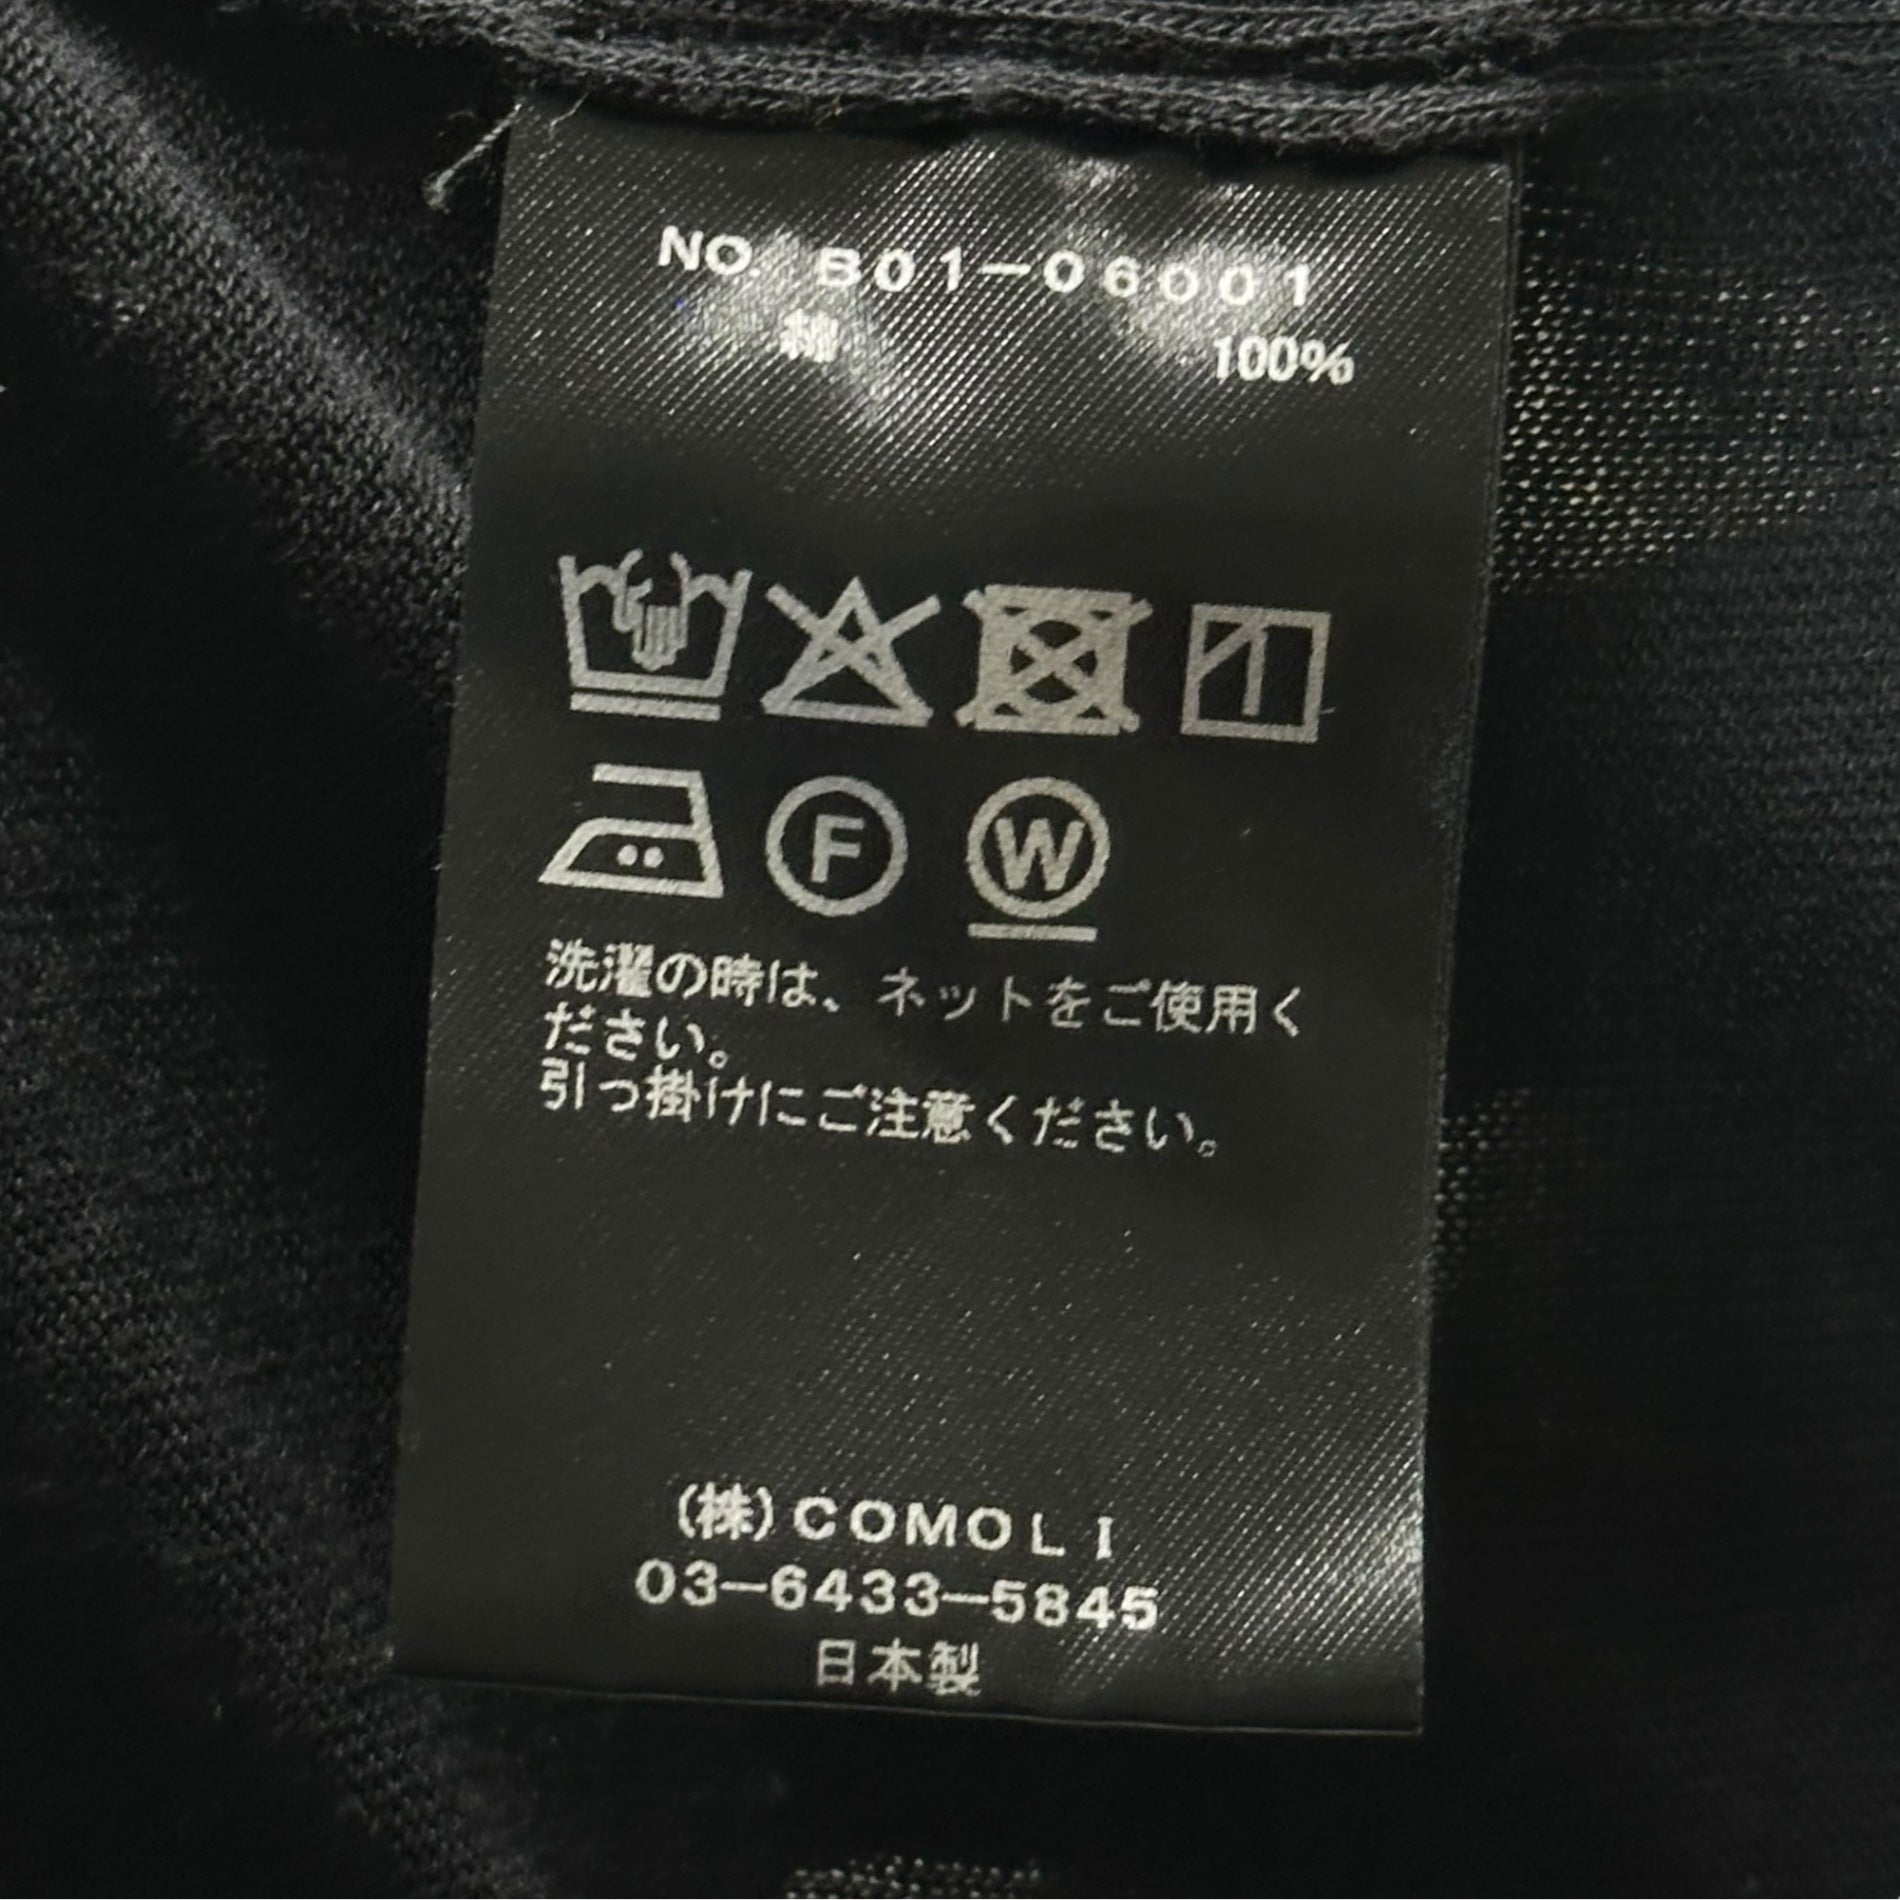 NO. B01-06001
綿 100%
F W
洗濯の時は、ネットをご使用く
ださい。
引っ掛けにご注意ください。
(株)COMOLI
03-6433-5845
日本製